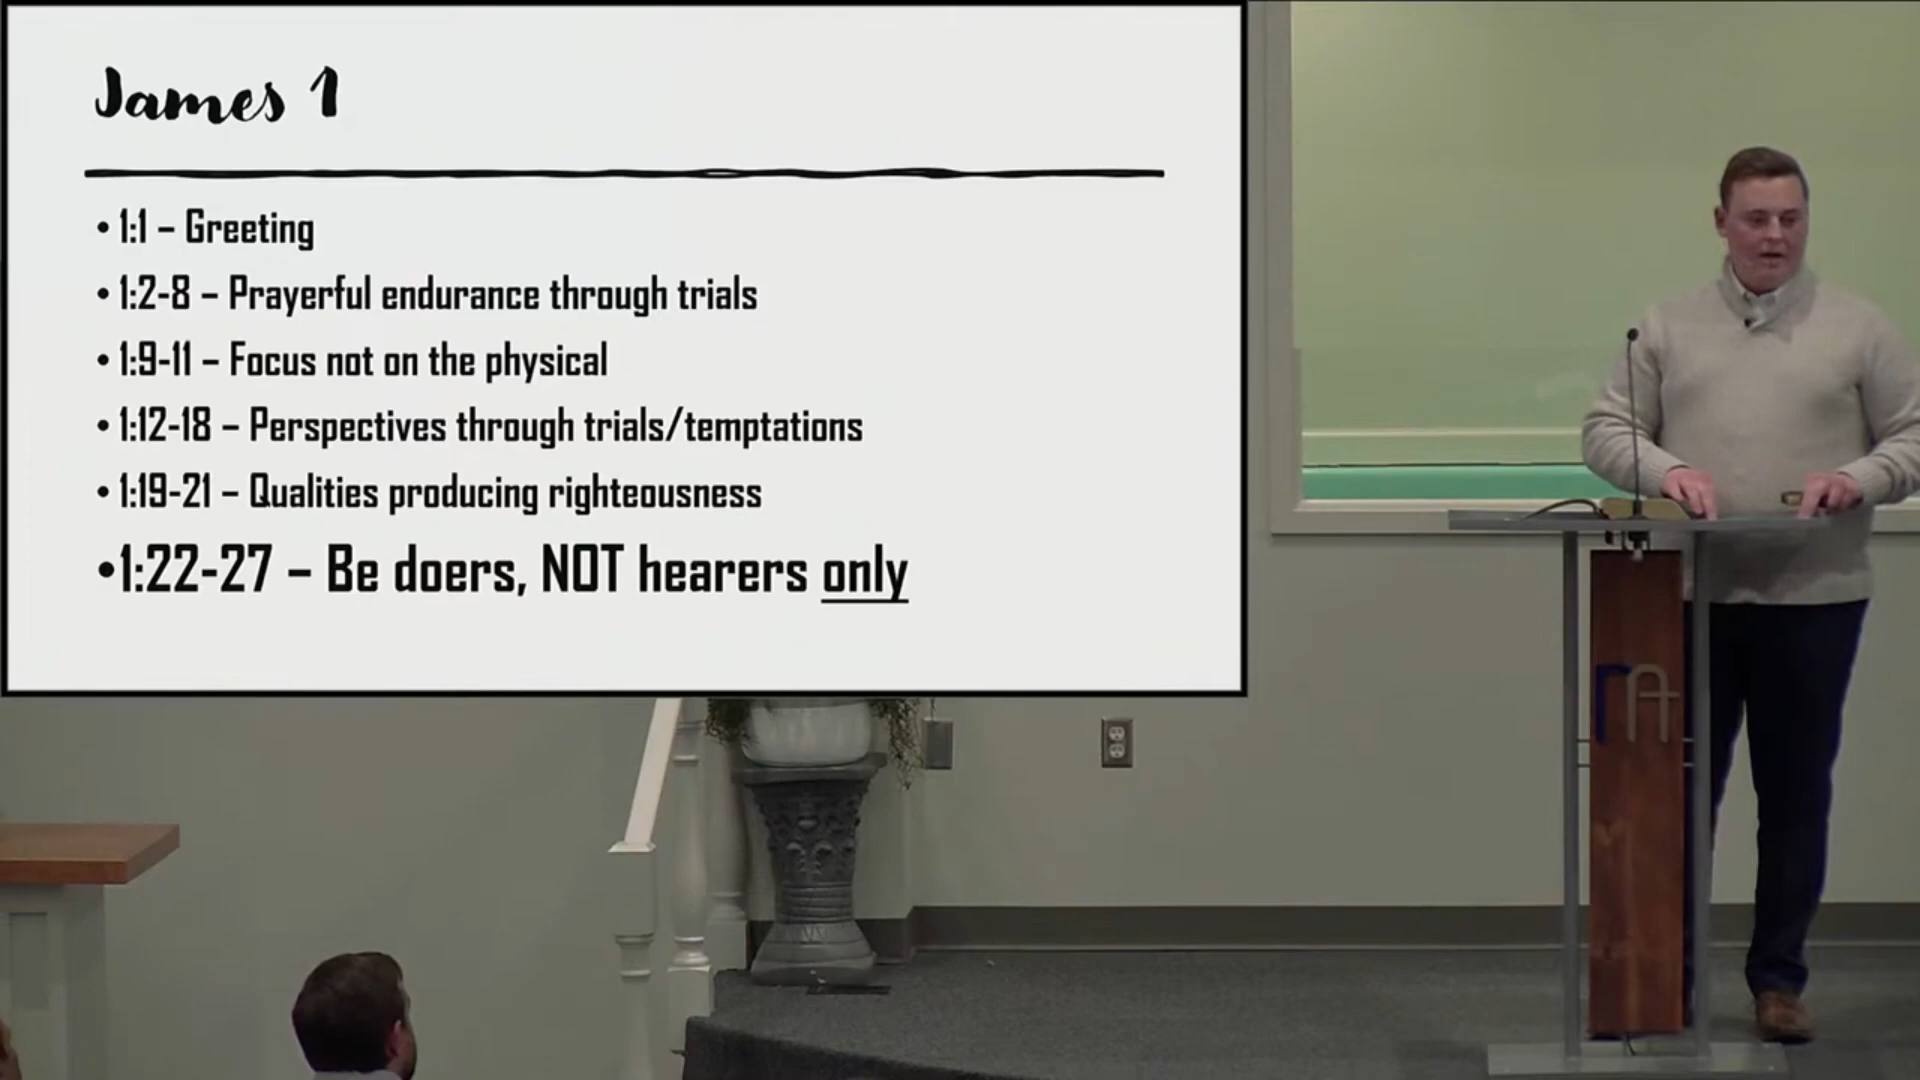 James 1
• 1:1 – Greeting
• 1:2-8 – Prayerful endurance through trials
• 1:9-11 – Focus not on the physical
• 1:12-18 – Perspectives through trials/temptations
• 1:19-21 – Qualities producing righteousness
• 1:22-27 – Be doers, NOT hearers only